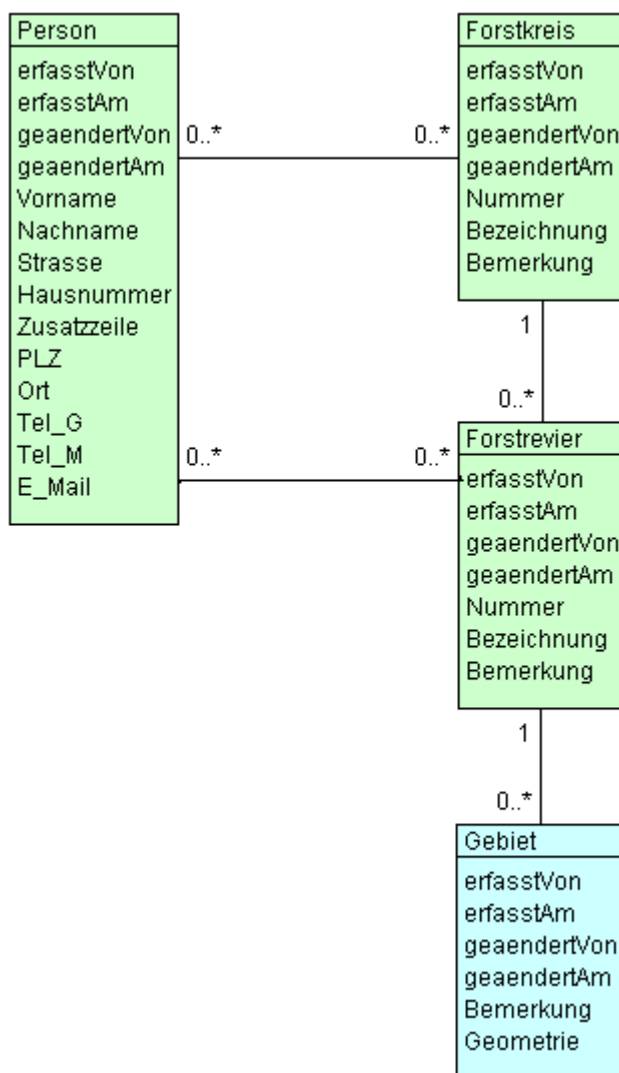 Person
erfasstVon
erfasstAm
geaendertVon
geaendertAm
Vorname
Nachname
Strasse
Hausnummer
Zusatzzeile
PLZ
Ort
Tel_G
Tel_M
E_Mail
0..*
0..*
Forstkreis
erfasstVon
erfasstAm
geaendertVon
geaendertAm
Nummer
Bezeichnung
Bemerkung
1
0..*
0..*
0..*
Forstrevier
erfasstVon
erfasstAm
geaendertVon
geaendertAm
Nummer
Bezeichnung
Bemerkung
1
0..*
Gebiet
erfasstVon
erfasstAm
geaendertVon
geaendertAm
Bemerkung
Geometrie